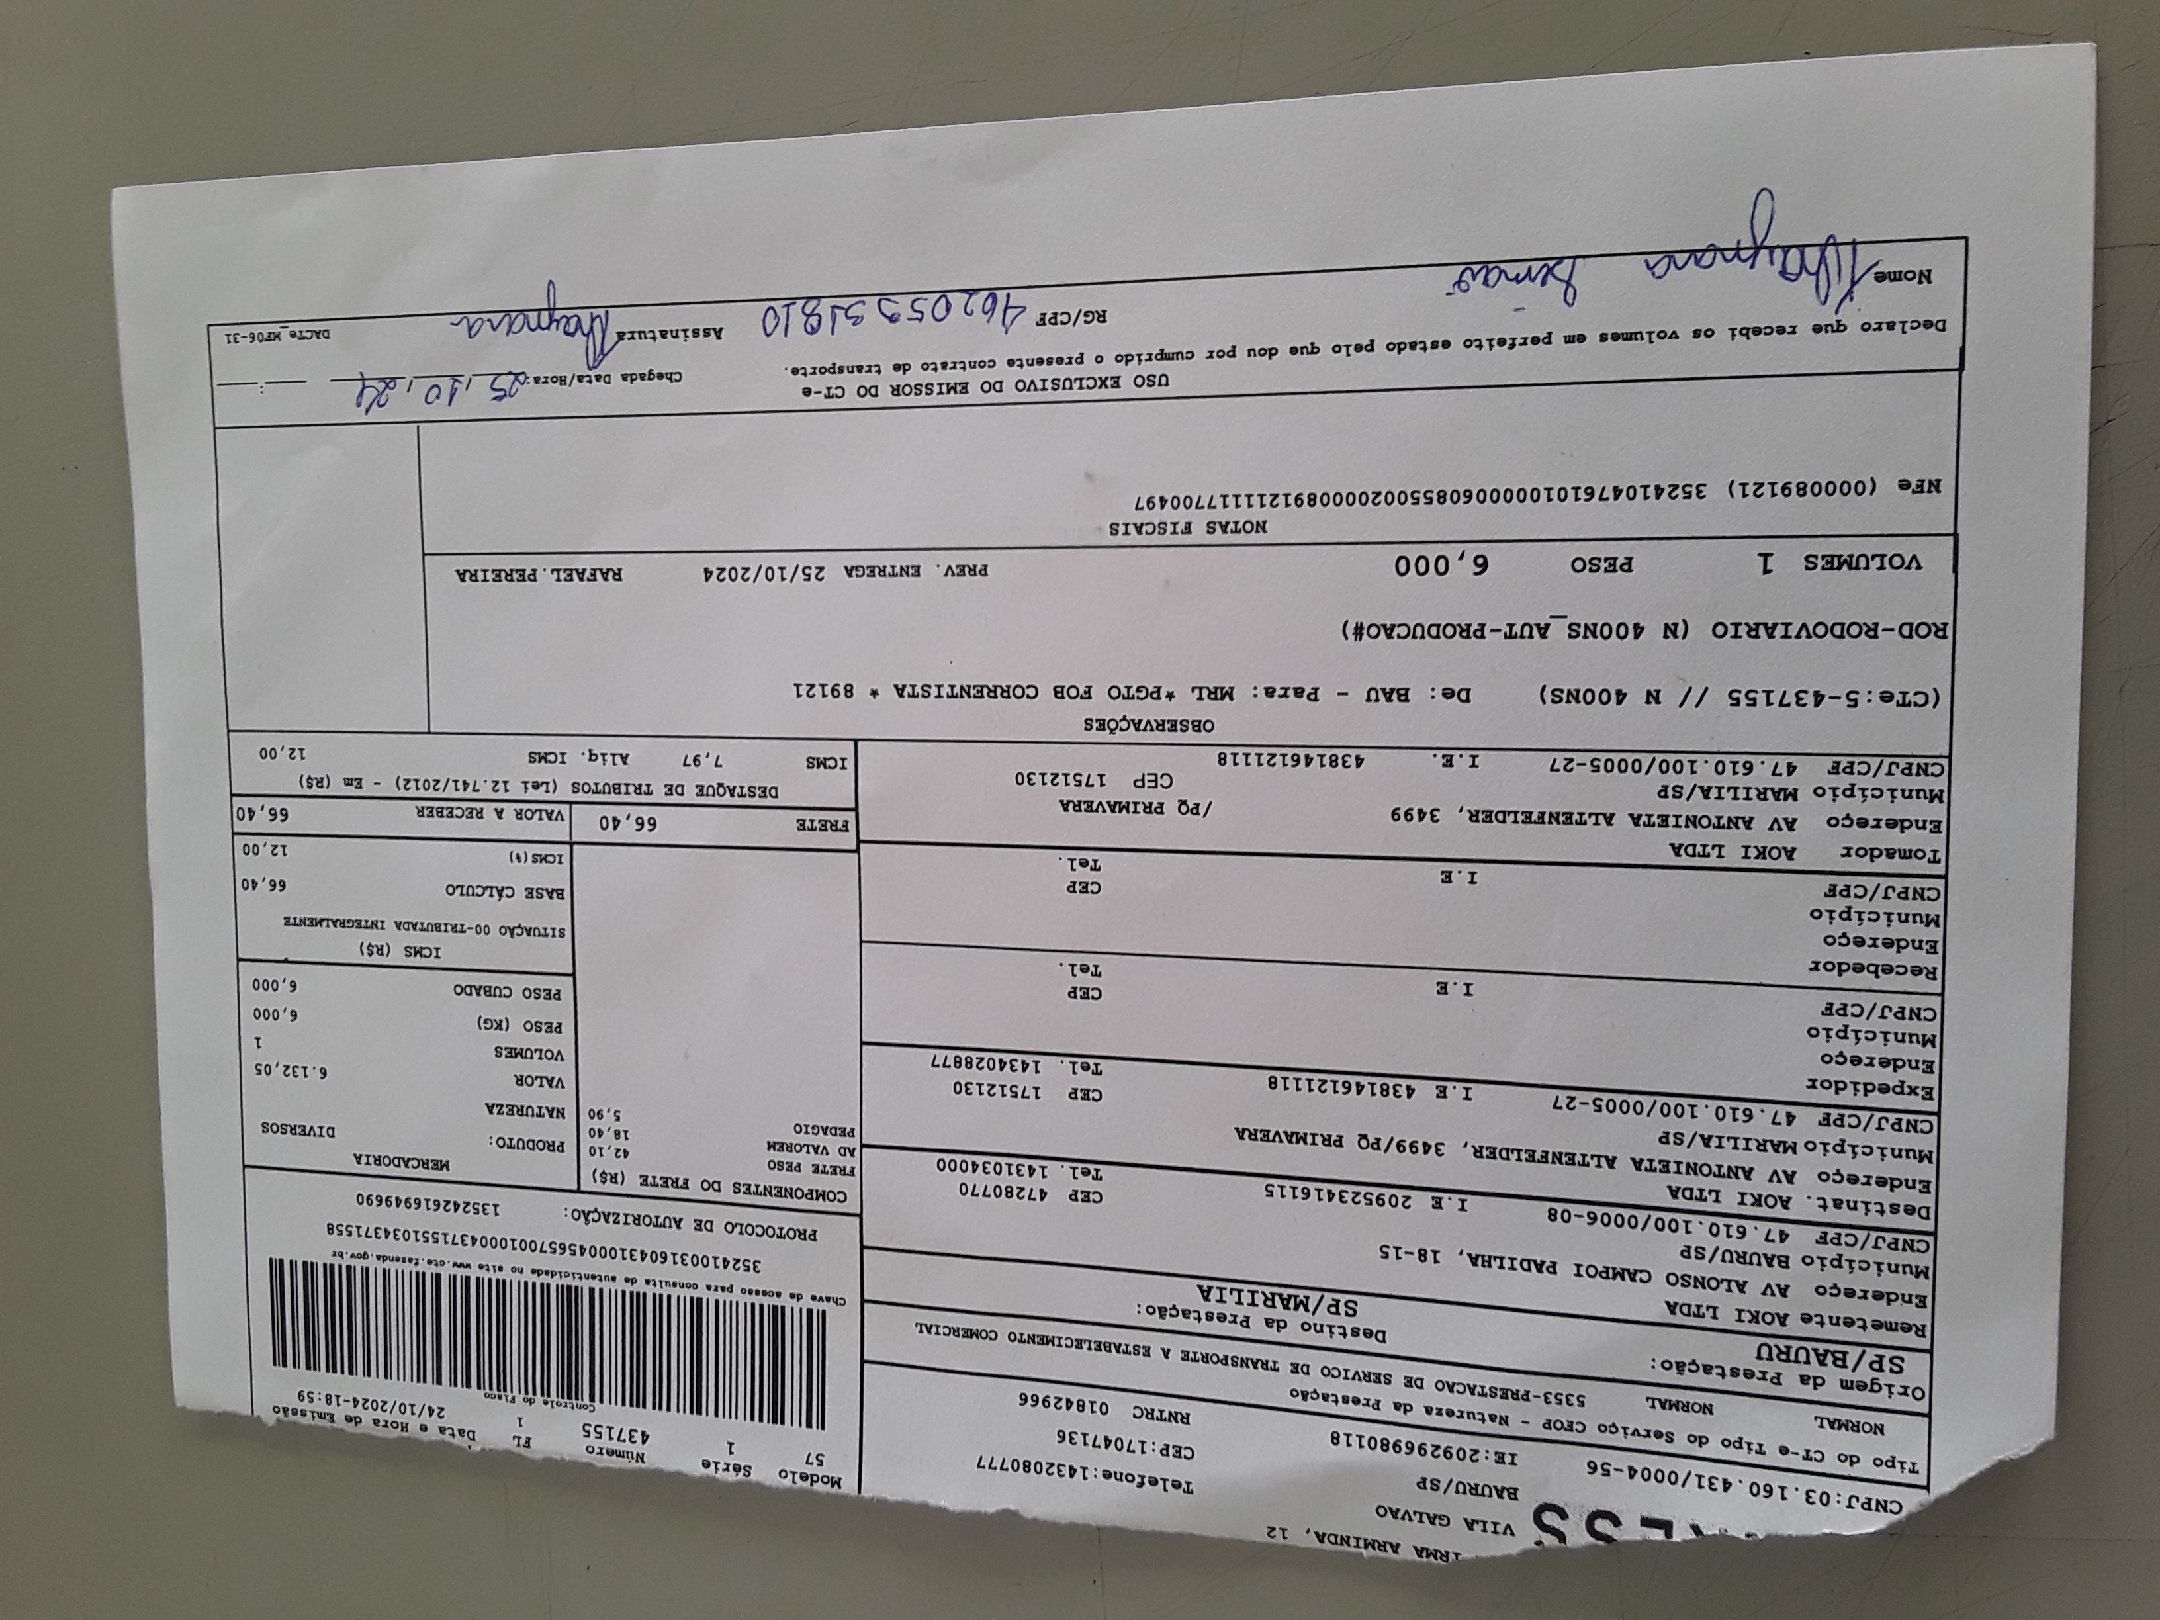 IRMA ARMINDA, 12
VILA GALVAO
BAURU/SP
Telefone:1432080777
CEP:17047136
CNPJ:03.160.431/0004-56 IE:209296980118 RNTRC 01842966
Modelo Série Número FL Data e Hora de Emissão
57 1 437155 1 24/10/2024-18:59
Controle do Fisco
Tipo do CT-e Tipo do Serviço CFOP - Natureza da Prestação
NORMAL NORMAL 5353-PRESTACAO DE SERVICO DE TRANSPORTE A ESTABELECIMENTO COMERCIAL
Origem da Prestação: Destino da Prestação:
SP/BAURU SP/MARILIA
Chave de acesso para consulta de autenticidade no site www.cte.fazenda.gov.br
35241003160431000456570010004371551034371558
PROTOCOLO DE AUTORIZAÇÃO: 135242616949690
Remetente AOKI LTDA
Endereço AV ALONSO CAMPOI PADILHA, 18-15
Município BAURU/SP CEP 47280770
CNPJ/CPF 47.610.100/0006-08 I.E 209523416115 Tel. 1431034000
Destinat. AOKI LTDA
Endereço AV ANTONIETA ALTENFELDER, 3499/PQ PRIMAVERA
Município MARILIA/SP CEP 17512130
CNPJ/CPF 47.610.100/0005-27 I.E 438146121118 Tel. 1434028877
Expedidor
Endereço
Município CEP
CNPJ/CPF I.E Tel.
Recebedor
Endereço
Município CEP
CNPJ/CPF I.E Tel.
Tomador AOKI LTDA
Endereço AV ANTONIETA ALTENFELDER, 3499 /PQ PRIMAVERA
Município MARILIA/SP CEP 17512130
CNPJ/CPF 47.610.100/0005-27 I.E. 438146121118
COMPONENTES DO FRETE (R$)
FRETE PESO 42,10
AD VALOREM 18,40
PEDAGIO 5,90
MERCADORIA
PRODUTO: DIVERSOS
NATUREZA
VALOR 6.132,05
VOLUMES 1
PESO (KG) 6,000
PESO CUBADO 6,000
ICMS (R$)
SITUAÇÃO 00-TRIBUTADA INTEGRALMENTE
BASE CÁLCULO 66,40
ICMS(%) 12,00
FRETE 66,40 VALOR A RECEBER 66,40
DESTAQUE DE TRIBUTOS (Lei 12.741/2012) - Em (R$)
ICMS 7,97 Aliq. ICMS 12,00
OBSERVAÇÕES
(CTe:5-437155 // N 400NS) De: BAU - Para: MRL *PGTO FOB CORRENTISTA * 89121
ROD-RODOVIARIO (N 400NS_AUT-PRODUCAO#)
VOLUMES 1 PESO 6,000 PREV. ENTREGA 25/10/2024 RAFAEL.PEREIRA
NOTAS FISCAIS
NFe (000089121) 352410476101000006085500200008912111117700497
USO EXCLUSIVO DO EMISSOR DO CT-e
Declaro que recebi os volumes em perfeito estado pelo que dou por cumprido o presente contrato de transporte.
Chegada Data/Hora: 25, 10, 24 __:__
Nome Thaynara RG/CPF 46205331810 Assinatura Thaynara
DACTe_MF06-31